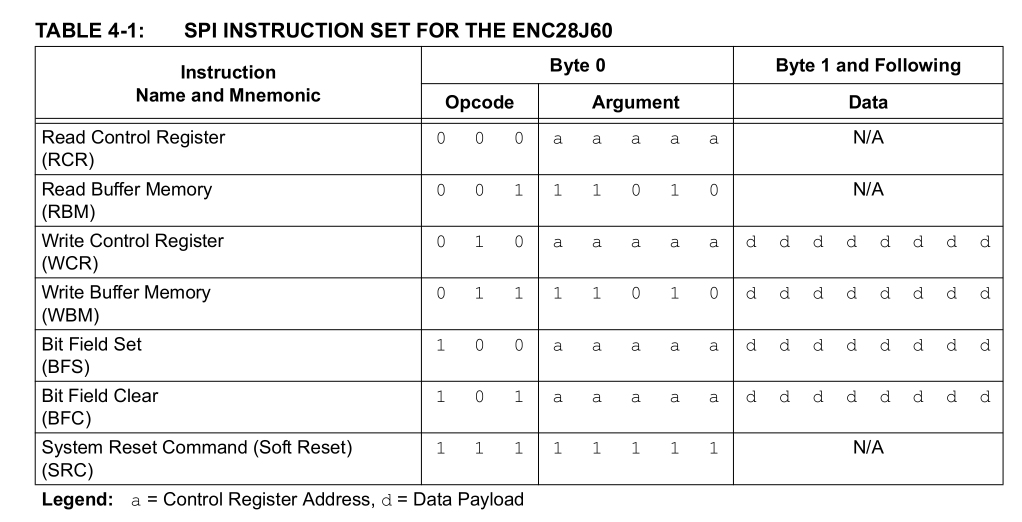 TABLE 4-1: SPI INSTRUCTION SET FOR THE ENC28J60
Instruction Name and Mnemonic Byte 0 Byte 1 and Following
Opcode Argument Data
Read Control Register (RCR) 0 0 0 a a a a a N/A
Read Buffer Memory (RBM) 0 0 1 1 1 0 1 0 N/A
Write Control Register (WCR) 0 1 0 a a a a a d d d d d d d d
Write Buffer Memory (WBM) 0 1 1 1 1 0 1 0 d d d d d d d d
Bit Field Set (BFS) 1 0 0 a a a a a d d d d d d d d
Bit Field Clear (BFC) 1 0 1 a a a a a d d d d d d d d
System Reset Command (Soft Reset) (SRC) 1 1 1 1 1 1 1 1 N/A
Legend: a = Control Register Address, d = Data Payload